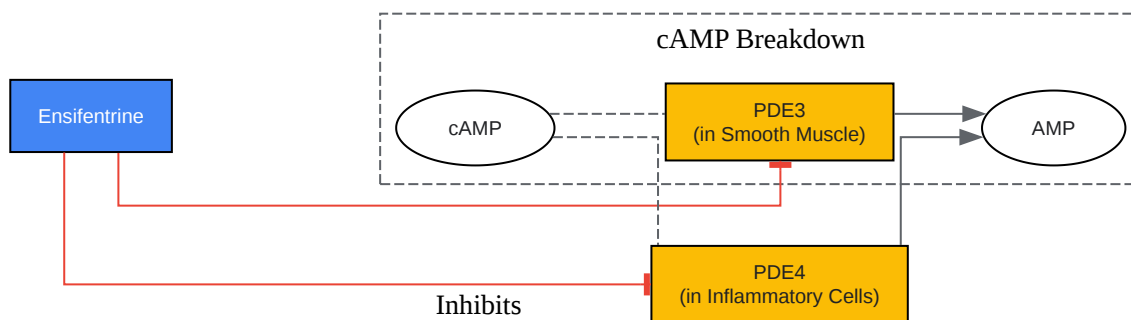 cAMP Breakdown
Ensifentrine
cAMP
PDE3
(in Smooth Muscle)
AMP
PDE4
(in Inflammatory Cells)
Inhibits